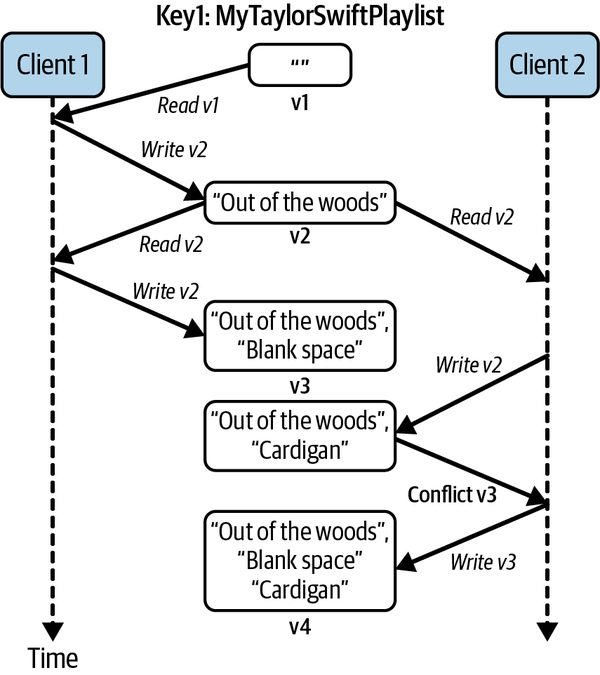 Key1: MyTaylorSwiftPlaylist
Client 1
“”
Client 2
v1
Read v1
Write v2
“Out of the woods”
v2
Read v2
Read v2
Write v2
“Out of the woods”,
“Blank space”
v3
Write v2
“Out of the woods”,
“Cardigan”
Conflict v3
“Out of the woods”,
“Blank space”
“Cardigan”
Write v3
v4
Time